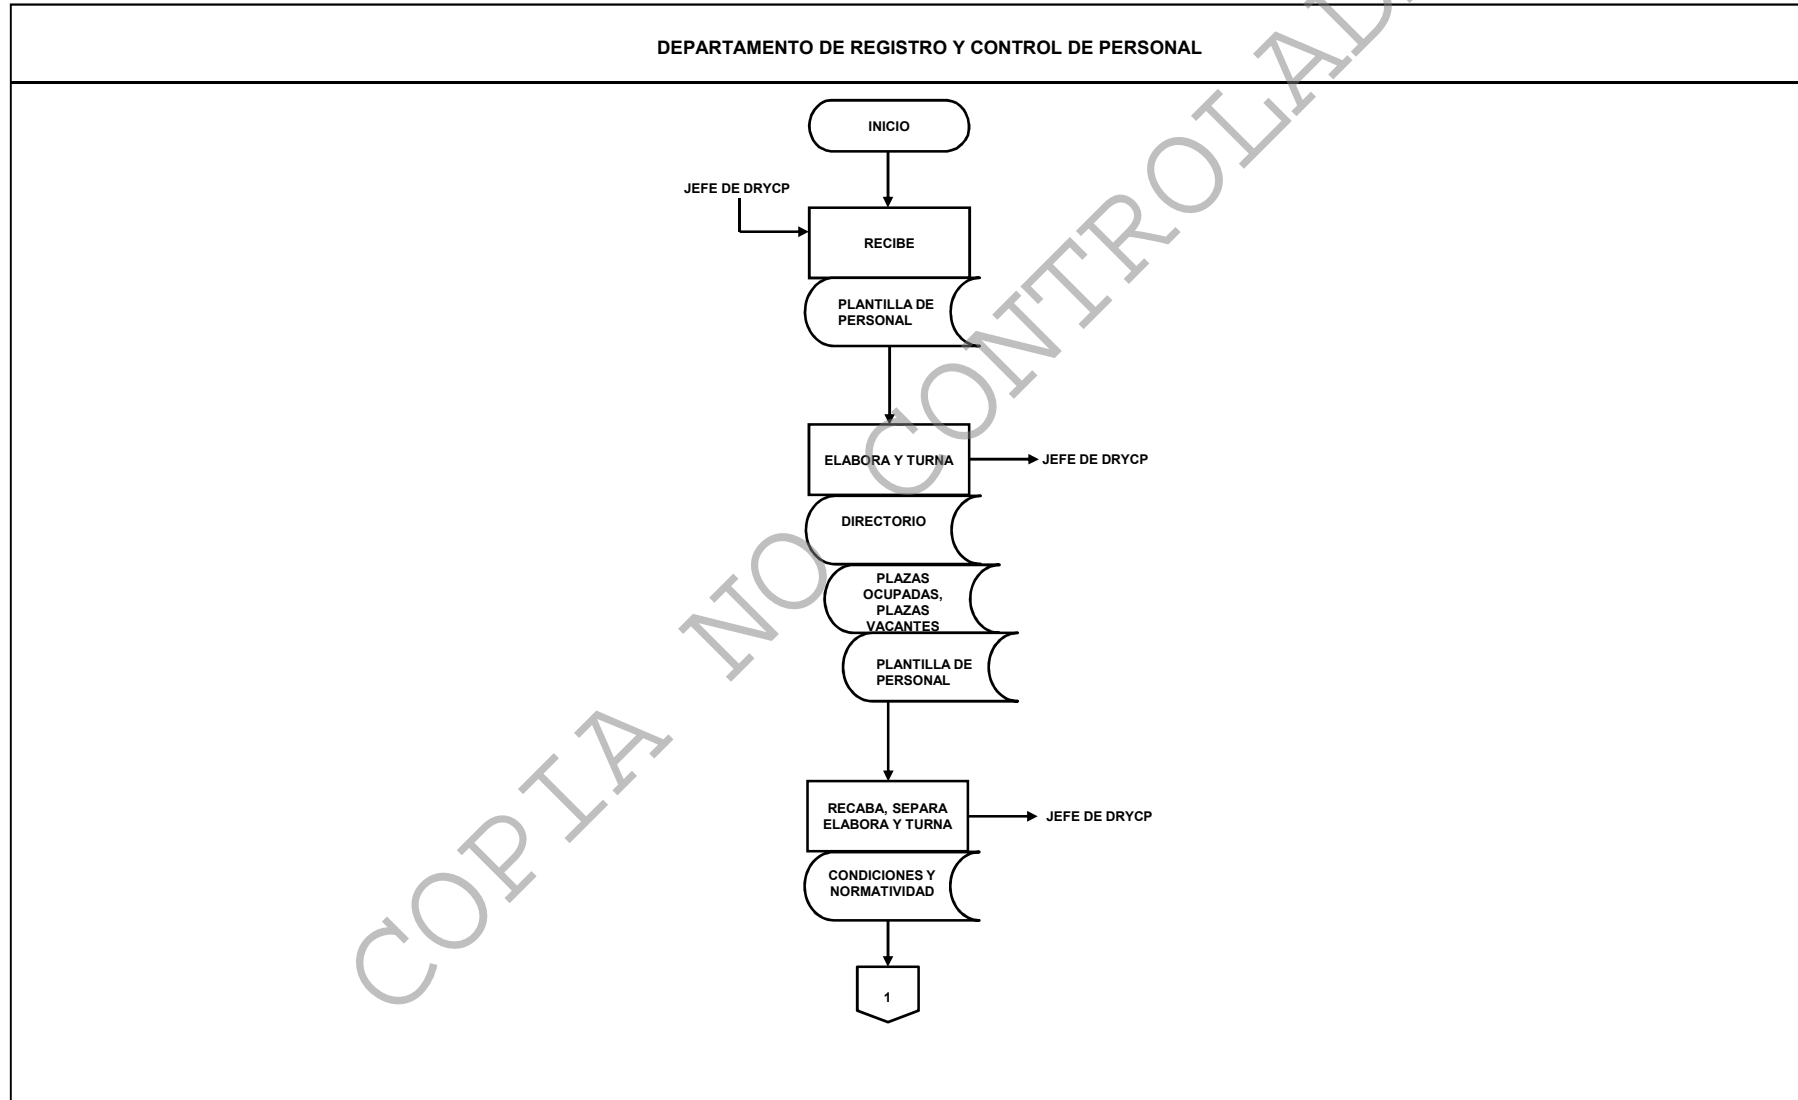 DEPARTAMENTO DE REGISTRO Y CONTROL DE PERSONAL
INICIO
JEFE DE DRYCP
RECIBE
PLANTILLA DE
PERSONAL
ELABORA Y TURNA
JEFE DE DRYCP
DIRECTORIO
PLAZAS
OCUPADAS,
PLAZAS
VACANTES
PLANTILLA DE
PERSONAL
RECABA, SEPARA
ELABORA Y TURNA
JEFE DE DRYCP
CONDICIONES Y
NORMATIVIDAD
1
COPIA NO CONTROLAD